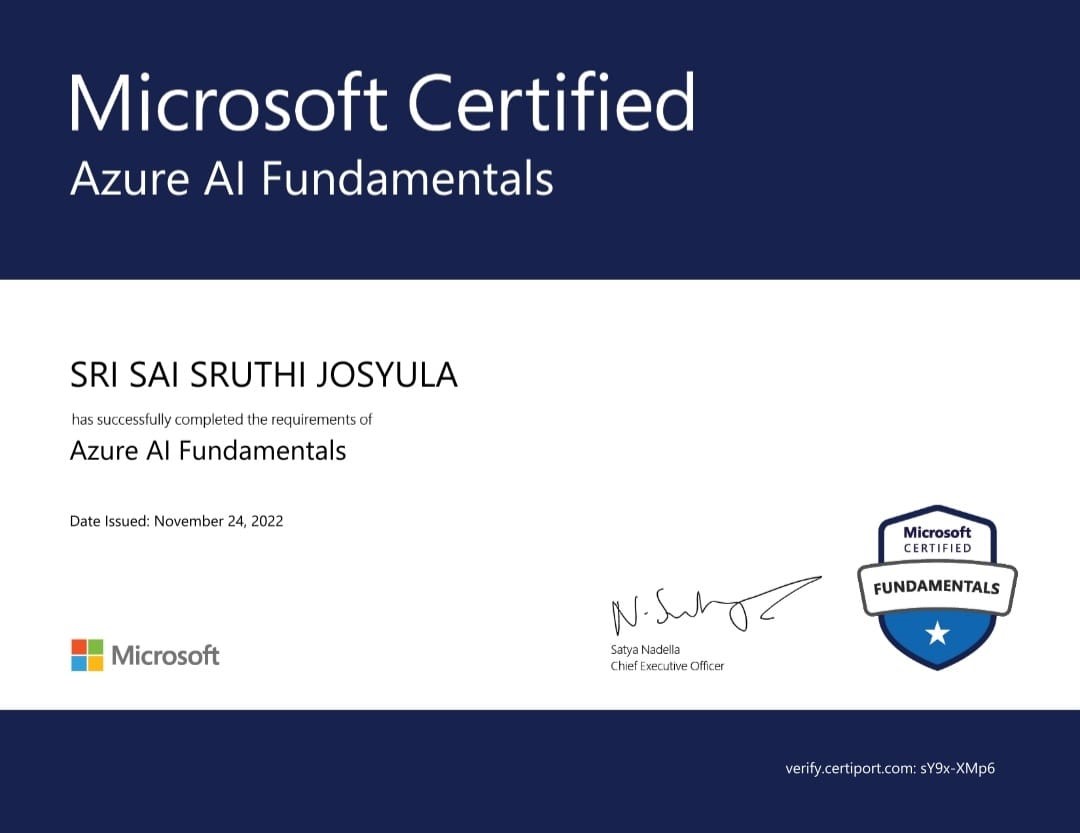 Microsoft Certified
Azure AI Fundamentals
SRI SAI SRUTHI JOSYULA
has successfully completed the requirements of
Azure AI Fundamentals
Date Issued: November 24, 2022
Microsoft
CERTIFIED
FUNDAMENTALS
N. Satya
Satya Nadella
Chief Executive Officer
Microsoft
verify.certiport.com: sY9x-XMp6